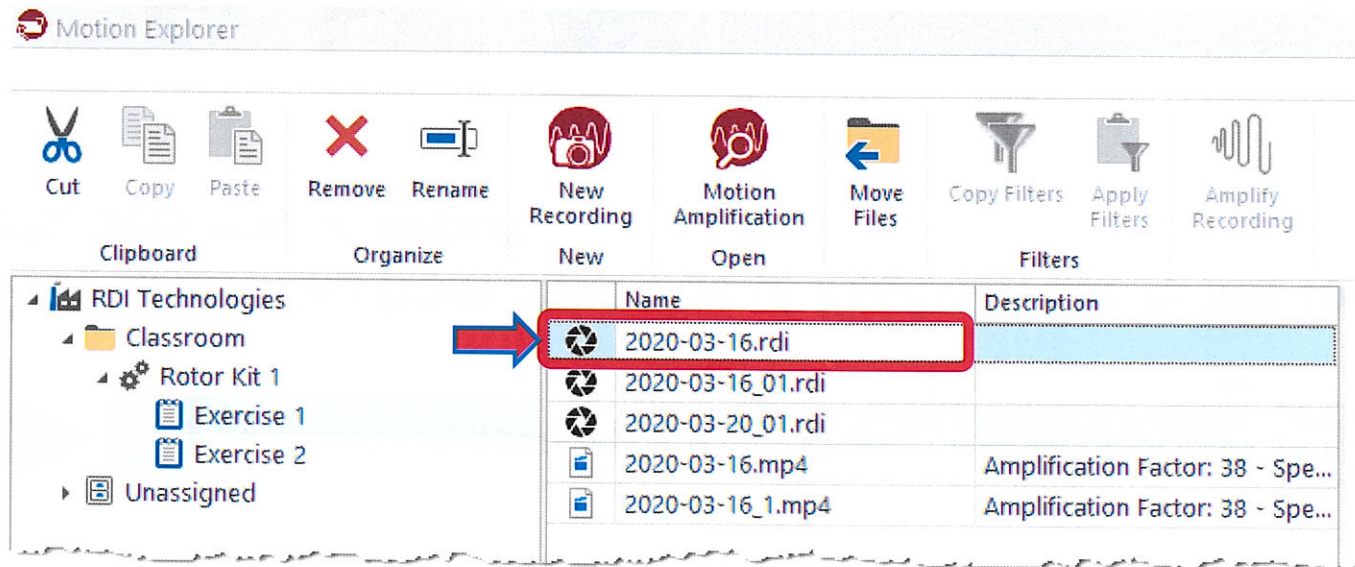 Motion Explorer
Cut
Copy
Paste
Remove
Rename
New
Recording
Motion
Amplification
Move
Files
Copy Filters
Apply
Filters
Amplify
Recording
Clipboard
Organize
New
Open
Filters
RDI Technologies
Classroom
Rotor Kit 1
Exercise 1
Exercise 2
Unassigned
Name Description
2020-03-16.rdi
2020-03-16_01.rdi
2020-03-20_01.rdi
2020-03-16.mp4 Amplification Factor: 38 - Spe...
2020-03-16_1.mp4 Amplification Factor: 38 - Spe...